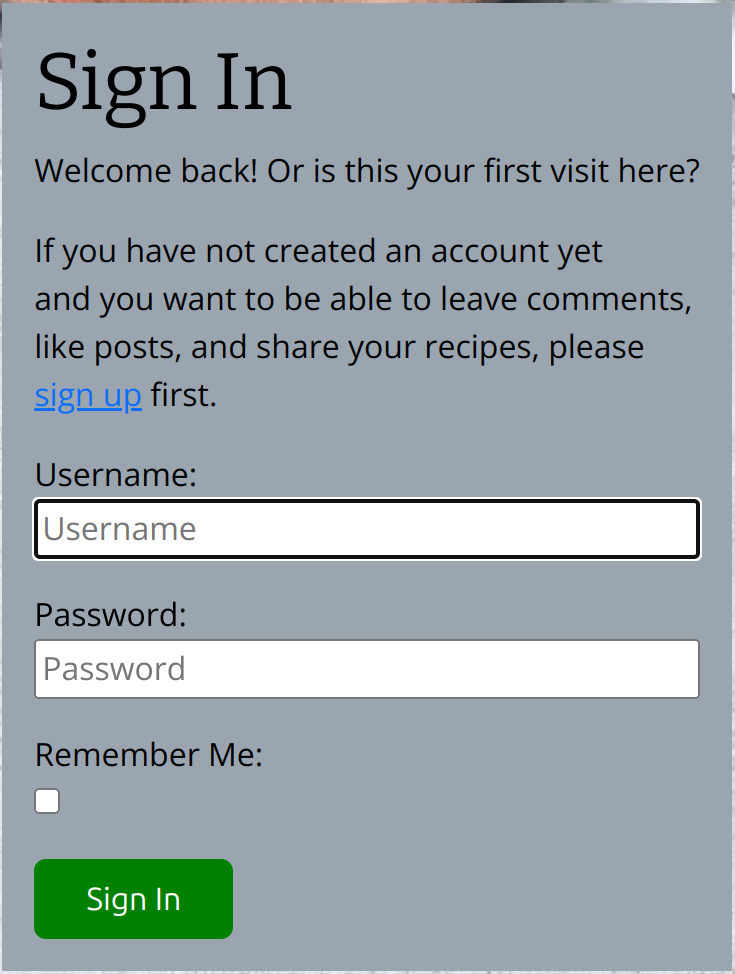 Sign In
Welcome back! Or is this your first visit here?
If you have not created an account yet
and you want to be able to leave comments,
like posts, and share your recipes, please
sign up first.
Username:
Username
Password:
Password
Remember Me:
Sign In